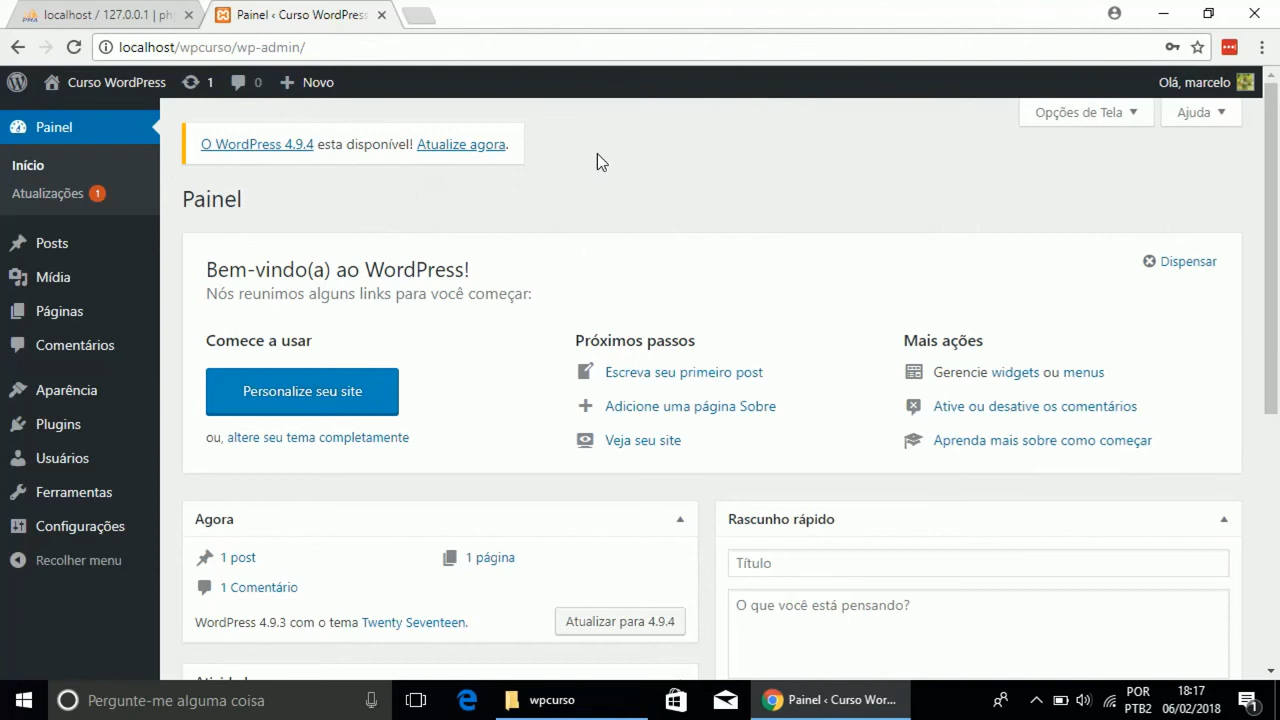 localhost / 127.0.0.1 | ph
Painel ‹ Curso WordPress
localhost/wpcurso/wp-admin/
Curso WordPress 1 0 Novo Olá, marcelo
Painel
Início
Atualizações 1
Posts
Mídia
Páginas
Comentários
Aparência
Plugins
Usuários
Ferramentas
Configurações
Recolher menu
Opções de Tela Ajuda
O WordPress 4.9.4 esta disponível! Atualize agora.
Painel
Bem-vindo(a) ao WordPress!
Nós reunimos alguns links para você começar:
Dispensar
Comece a usar
Personalize seu site
ou, altere seu tema completamente
Próximos passos
Escreva seu primeiro post
Adicione uma página Sobre
Veja seu site
Mais ações
Gerencie widgets ou menus
Ative ou desative os comentários
Aprenda mais sobre como começar
Agora
1 post 1 página
1 Comentário
WordPress 4.9.3 com o tema Twenty Seventeen.
Atualizar para 4.9.4
Rascunho rápido
Título
O que você está pensando?
Pergunte-me alguma coisa
wpcurso
Painel ‹ Curso Wor...
POR
PTB2
18:17
06/02/2018
1